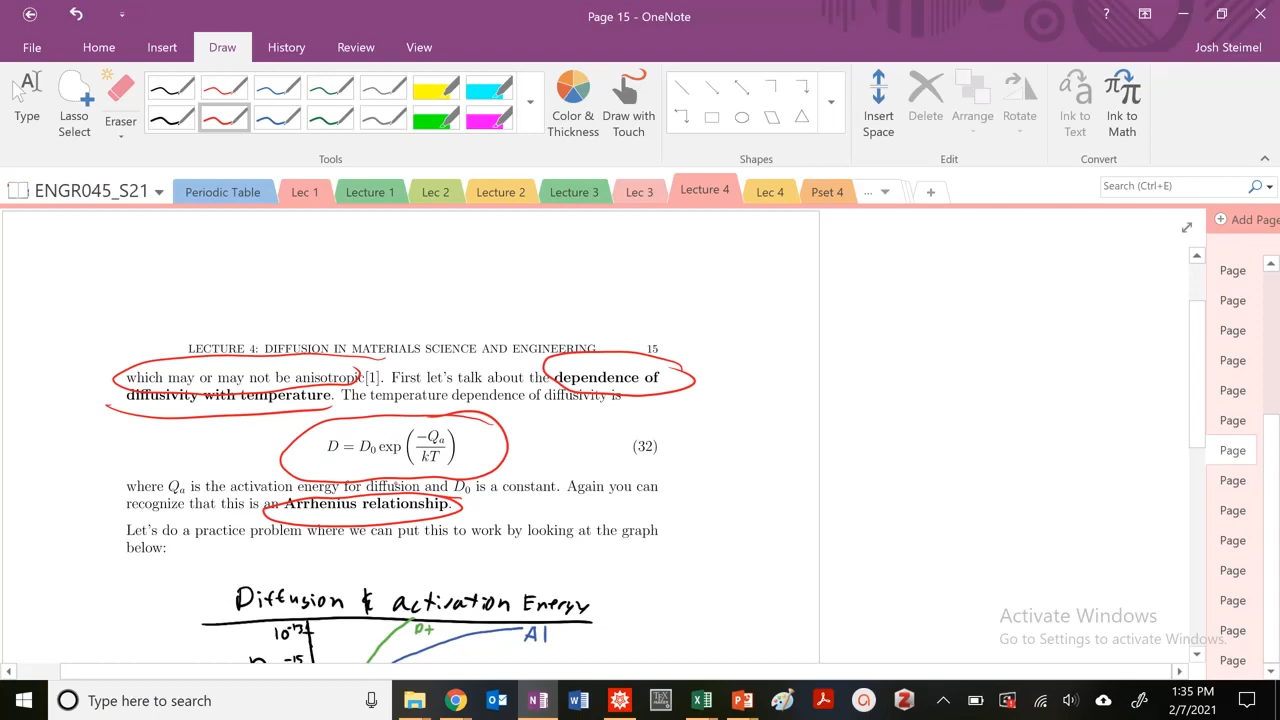 Page 15 - OneNote
?
File
Home
Insert
Draw
History
Review
View
Josh Steimel
Type
Lasso Select
Eraser
Color & Thickness
Draw with Touch
Insert Space
Delete
Arrange
Rotate
Ink to Text
Ink to Math
Tools
Shapes
Edit
Convert
ENGR045_S21
Periodic Table
Lec 1
Lecture 1
Lec 2
Lecture 2
Lecture 3
Lec 3
Lecture 4
Lec 4
Pset 4
...
Search (Ctrl+E)
Add Page
Page
Page
Page
Page
Page
Page
Page
Page
Page
Page
Page
Page
Page
Page
LECTURE 4: DIFFUSION IN MATERIALS SCIENCE AND ENGINEERING 15
which may or may not be anisotropic[1]. First let's talk about the dependence of
diffusivity with temperature. The temperature dependence of diffusivity is
D = D₀ exp (−Qₐ / kT) (32)
where Qₐ is the activation energy for diffusion and D₀ is a constant. Again you can
recognize that this is an Arrhenius relationship.
Let's do a practice problem where we can put this to work by looking at the graph
below:
Diffusion & activation Energy
Al
Activate Windows
Go to Settings to activate Windows.
Type here to search
1:35 PM
2/7/2021